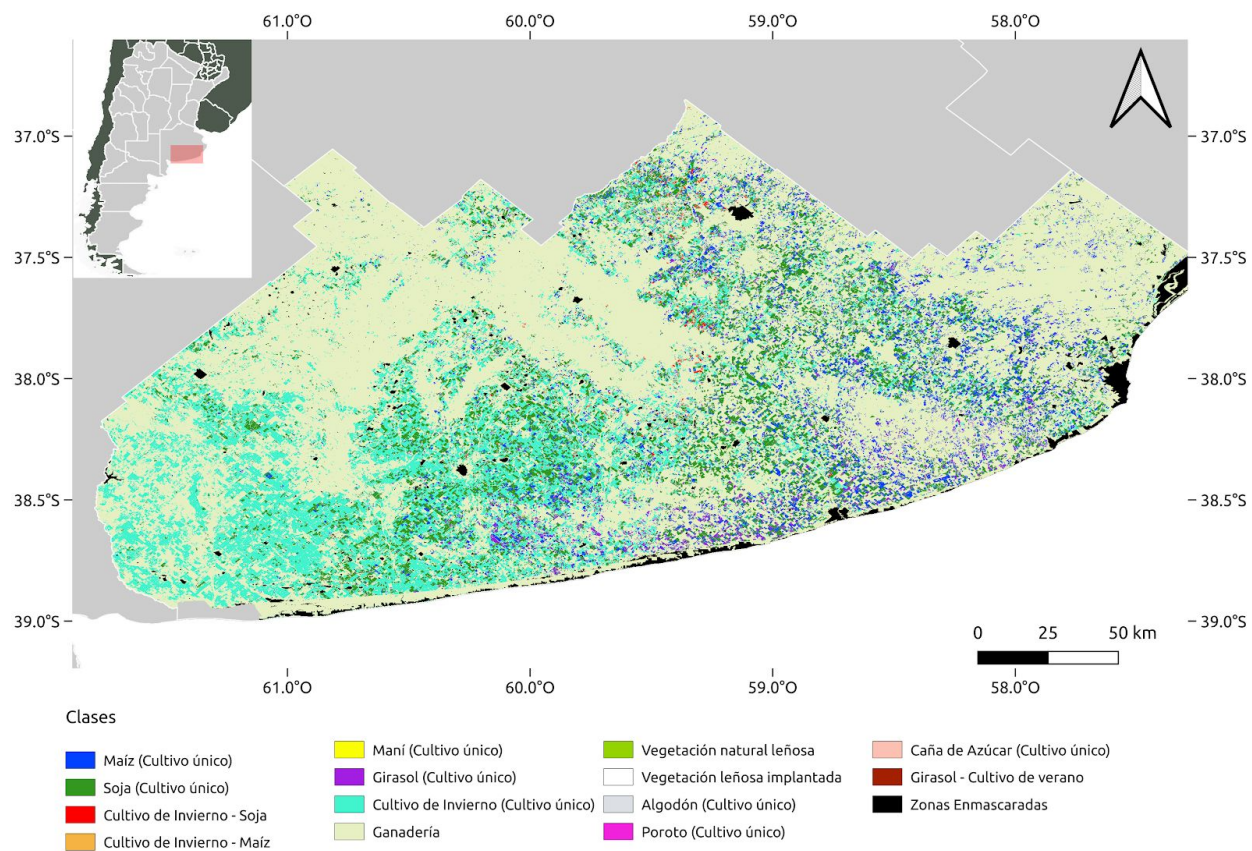 61.0°O 60.0°O 59.0°O 58.0°O
37.0°S 37.0°S
37.5°S 37.5°S
38.0°S 38.0°S
38.5°S 38.5°S
39.0°S 39.0°S
0 25 50 km
61.0°O 60.0°O 59.0°O 58.0°O
Clases
Maíz (Cultivo único)
Soja (Cultivo único)
Cultivo de Invierno - Soja
Cultivo de Invierno - Maíz
Maní (Cultivo único)
Girasol (Cultivo único)
Cultivo de Invierno (Cultivo único)
Ganadería
Vegetación natural leñosa
Vegetación leñosa implantada
Algodón (Cultivo único)
Poroto (Cultivo único)
Caña de Azúcar (Cultivo único)
Girasol - Cultivo de verano
Zonas Enmascaradas